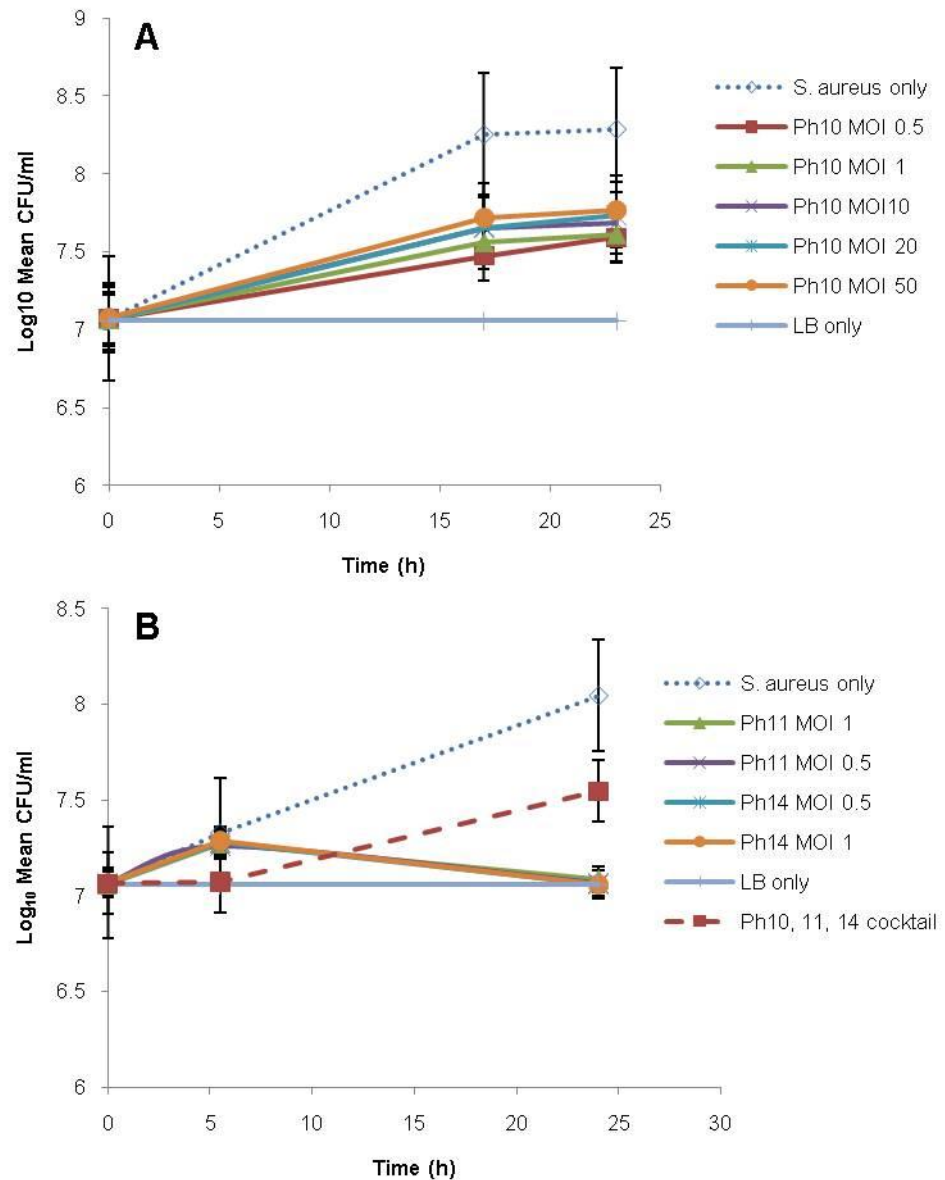 A
9
8.5
8
7.5
7
6.5
6
Log10 Mean CFU/ml
0
5
10
15
20
25
Time (h)
S. aureus only
Ph10 MOI 0.5
Ph10 MOI 1
Ph10 MOI10
Ph10 MOI 20
Ph10 MOI 50
LB only
B
8.5
8
7.5
7
6.5
6
Log₁₀ Mean CFU/ml
0
5
10
15
20
25
30
Time (h)
S. aureus only
Ph11 MOI 1
Ph11 MOI 0.5
Ph14 MOI 0.5
Ph14 MOI 1
LB only
Ph10, 11, 14 cocktail